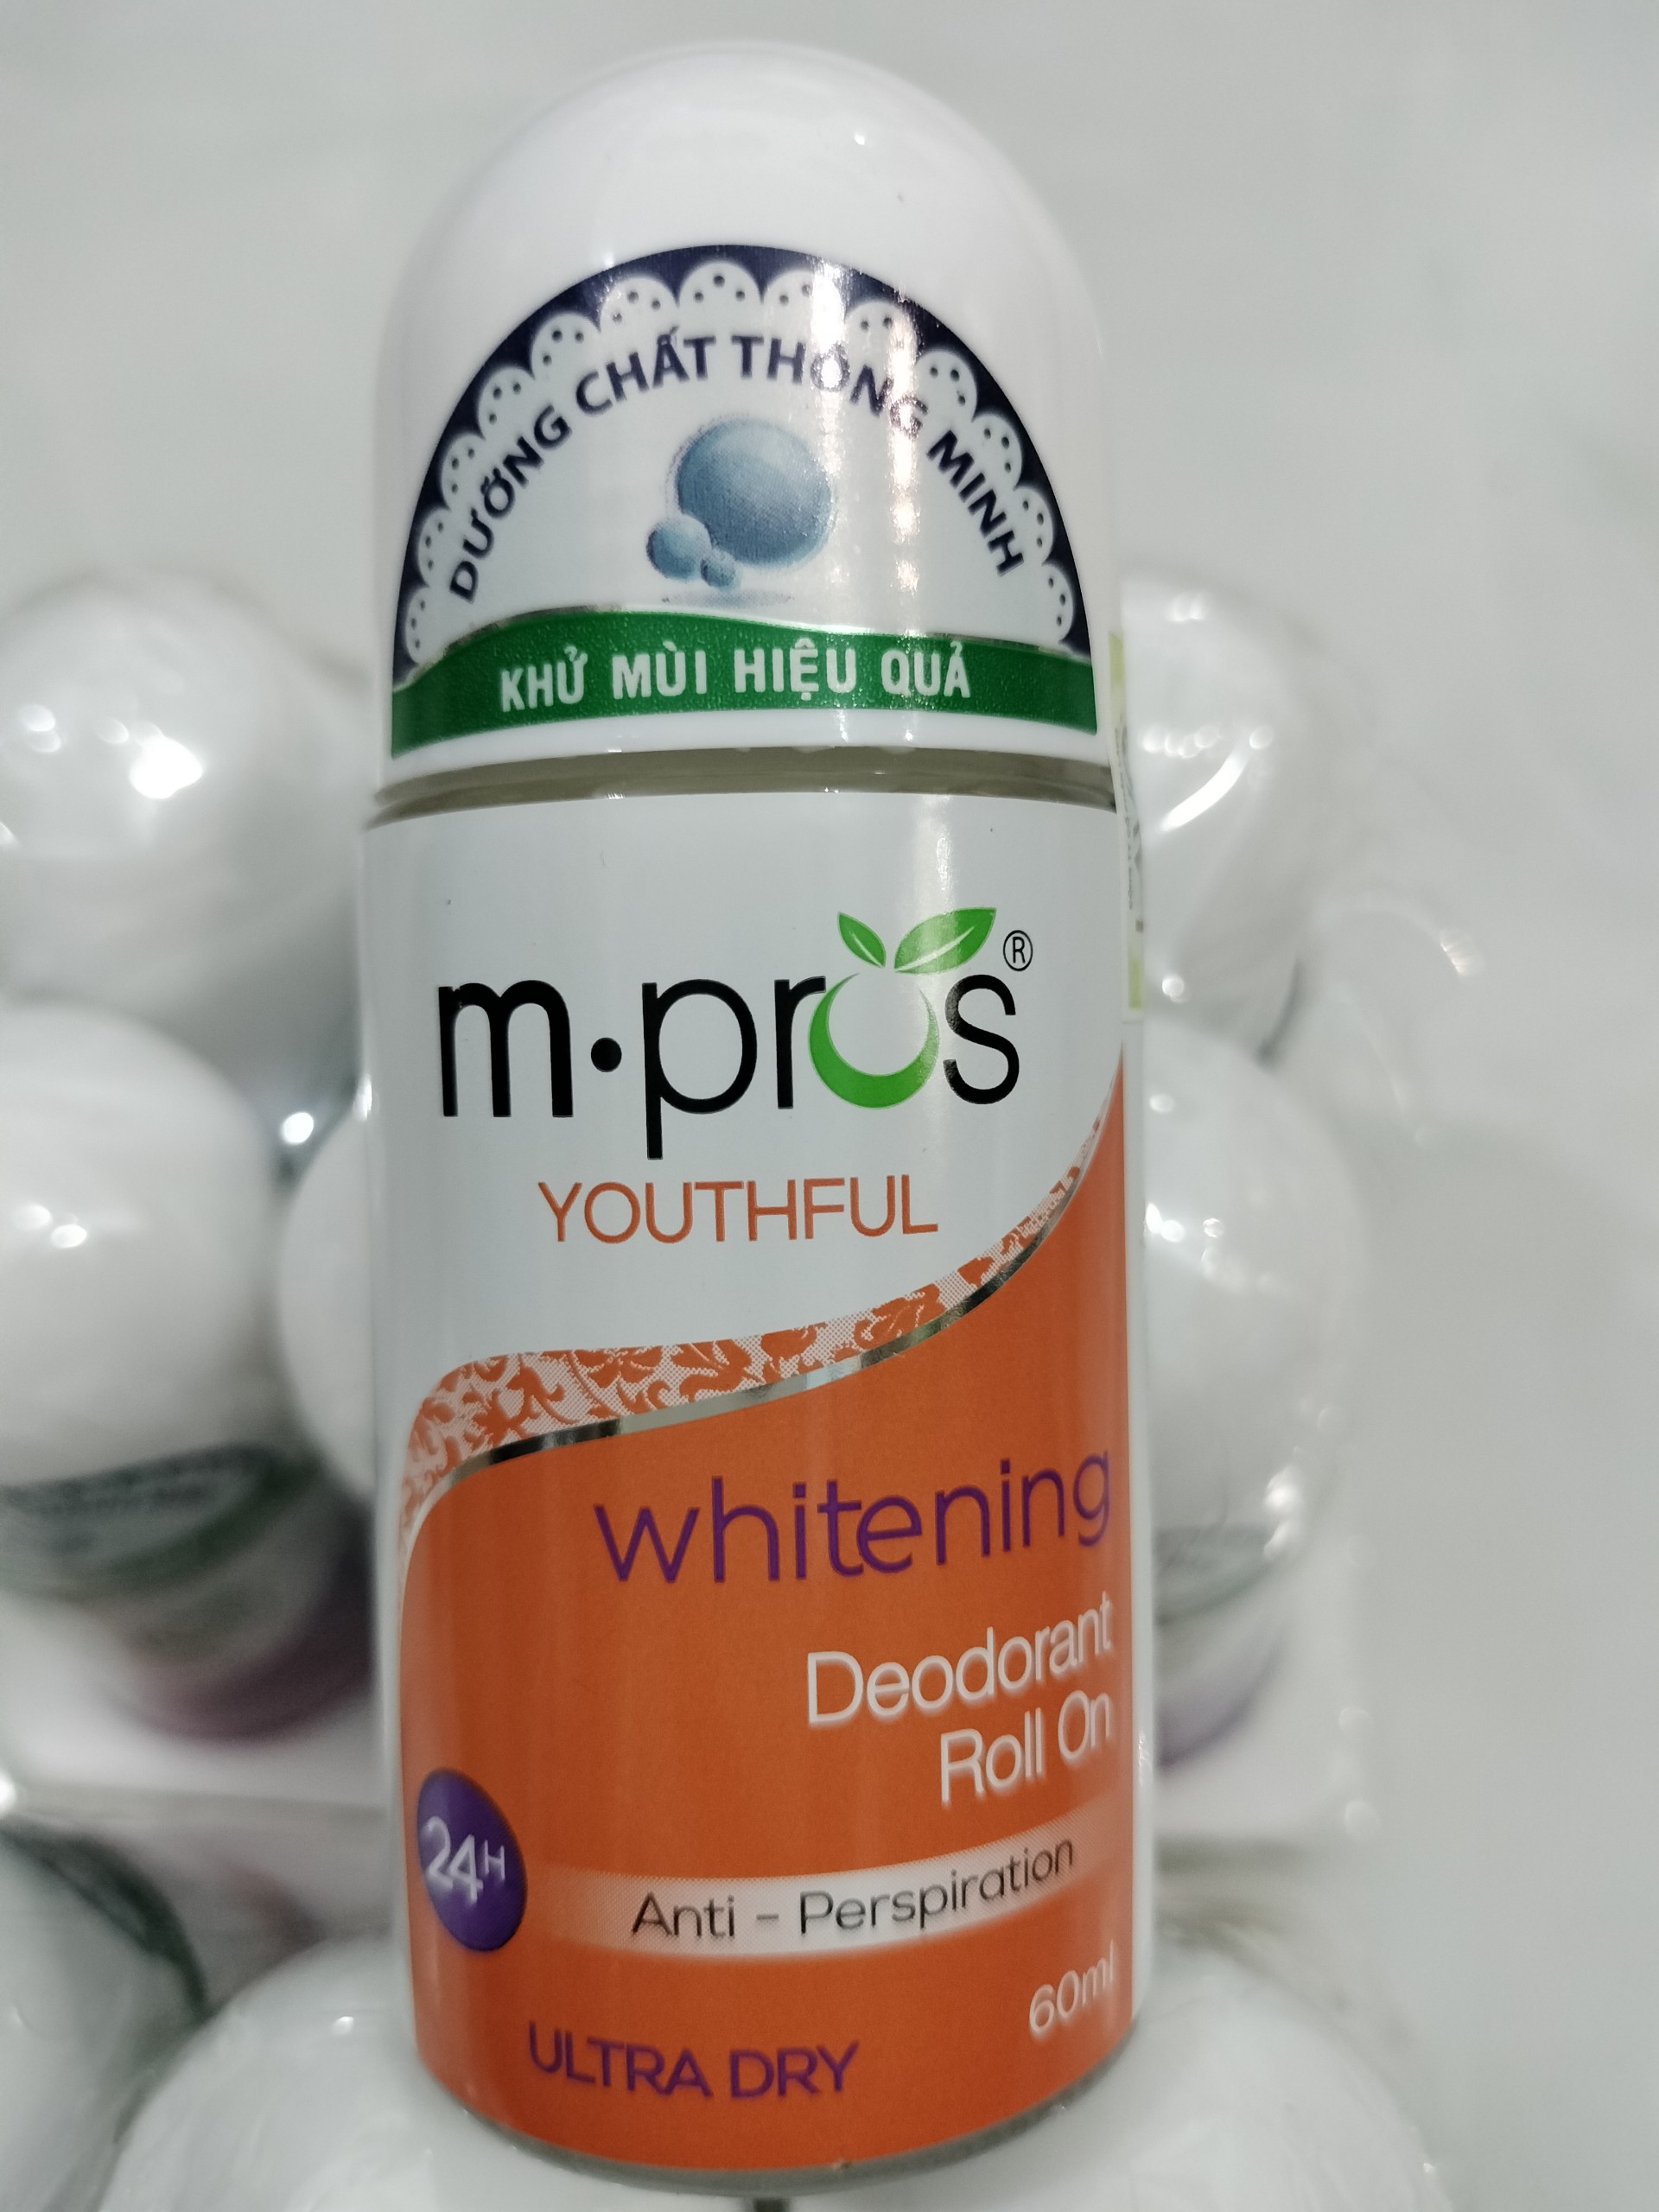 DƯỠNG CHẤT THÔNG MINH
KHỬ MÙI HIỆU QUẢ
m·pros®
YOUTHFUL
whitening
Deodorant
Roll On
24H
Anti - Perspiration
60ml
ULTRA DRY